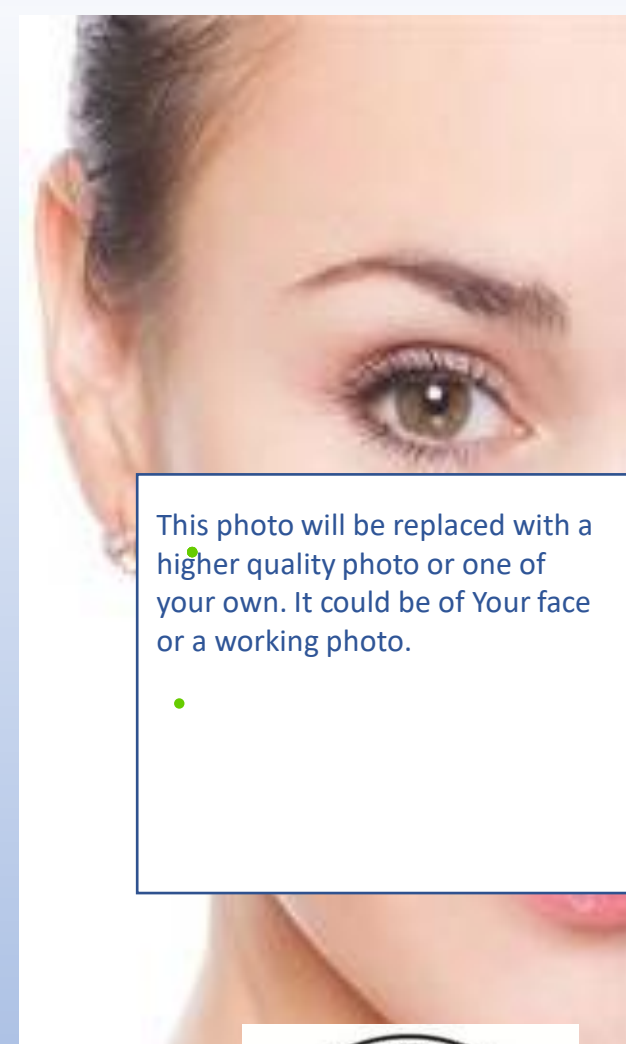 This photo will be replaced with a
higher quality photo or one of
your own. It could be of Your face
or a working photo.